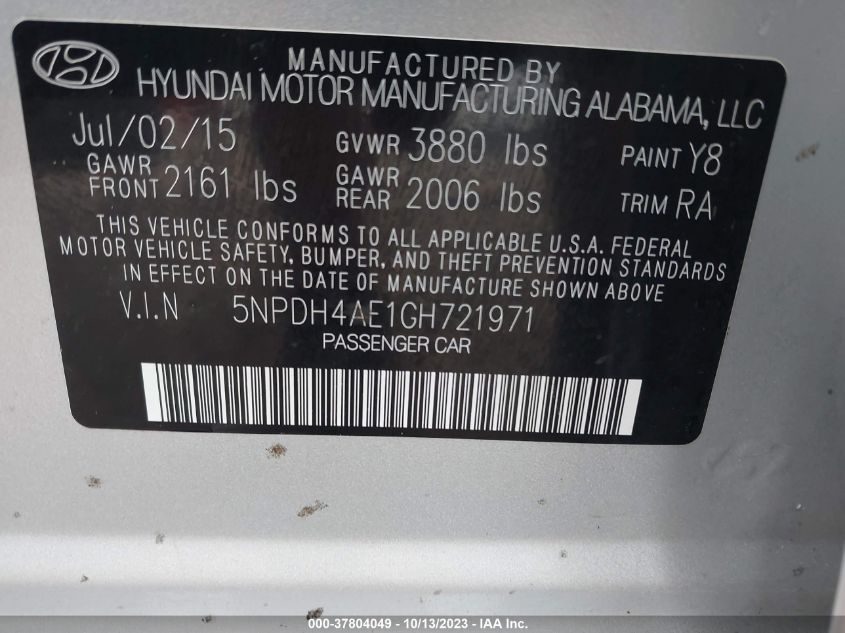 MANUFACTURED BY
HYUNDAI MOTOR MANUFACTURING ALABAMA, LLC
Jul/02/15 GVWR 3880 lbs PAINT Y8
GAWR FRONT 2161 lbs GAWR REAR 2006 lbs TRIM RA
THIS VEHICLE CONFORMS TO ALL APPLICABLE U.S.A. FEDERAL
MOTOR VEHICLE SAFETY, BUMPER, AND THEFT PREVENTION STANDARDS
IN EFFECT ON THE DATE OF MANUFACTURE SHOWN ABOVE
V.I.N 5NPDH4AE1GH721971
PASSENGER CAR
000-37804049 - 10/13/2023 - IAA Inc.